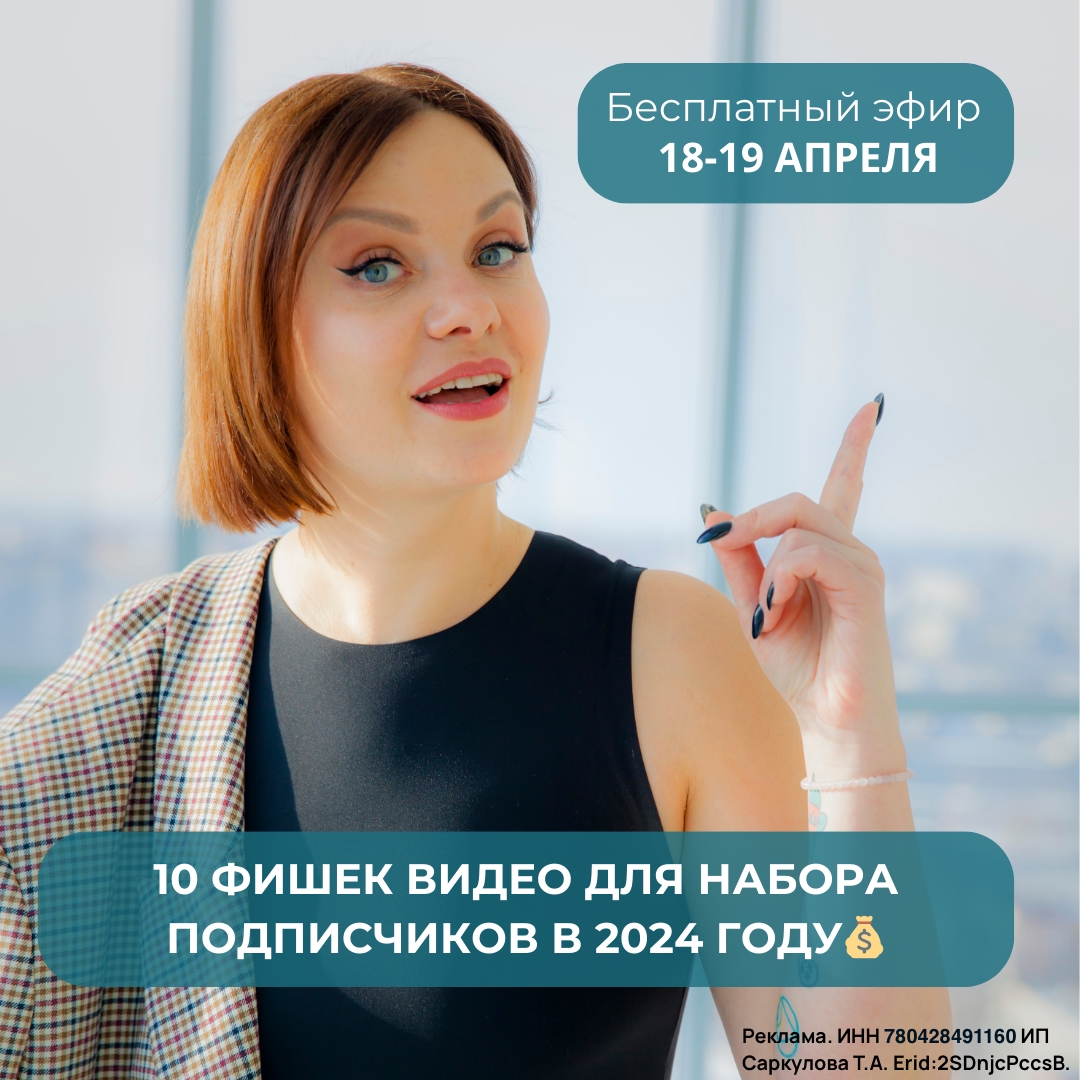 Бесплатный эфир
18-19 АПРЕЛЯ
10 ФИШЕК ВИДЕО ДЛЯ НАБОРА
ПОДПИСЧИКОВ В 2024 ГОДУ💰
Реклама. ИНН 780428491160 ИП
Саркулова Т.А. Erid:2SDnjcPccsB.